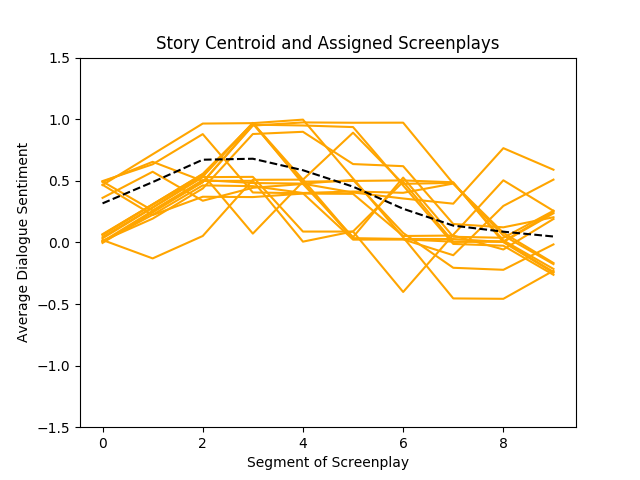 Story Centroid and Assigned Screenplays
1.5
1.0
0.5
0.0
−0.5
−1.0
−1.5
Average Dialogue Sentiment
0 2 4 6 8
Segment of Screenplay